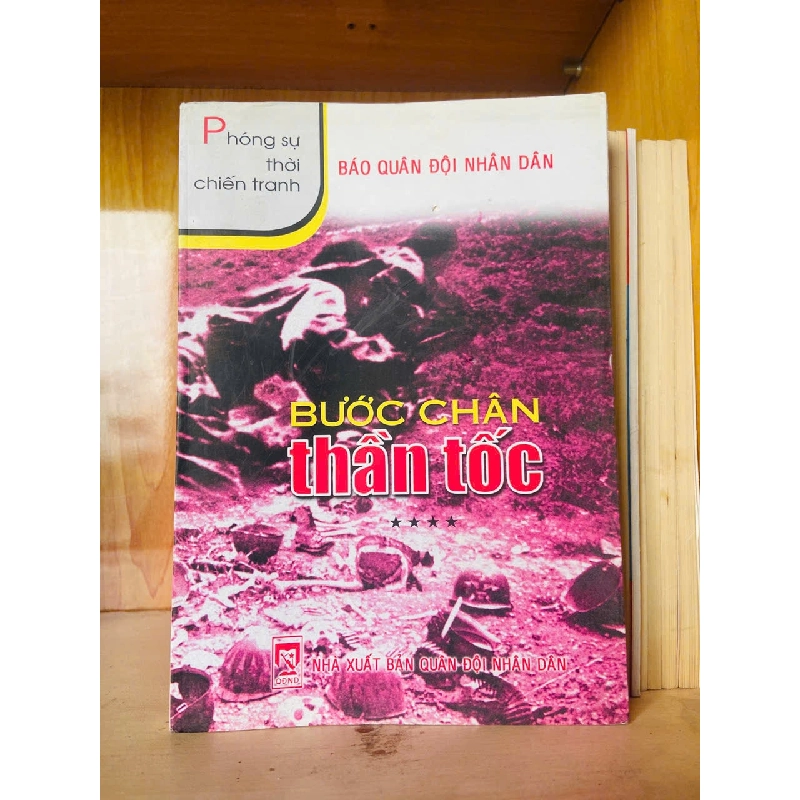 Phóng sự
thời
chiến tranh
BÁO QUÂN ĐỘI NHÂN DÂN
BƯỚC CHÂN
thần tốc
★★★★
QĐND
NHÀ XUẤT BẢN QUÂN ĐỘI NHÂN DÂN